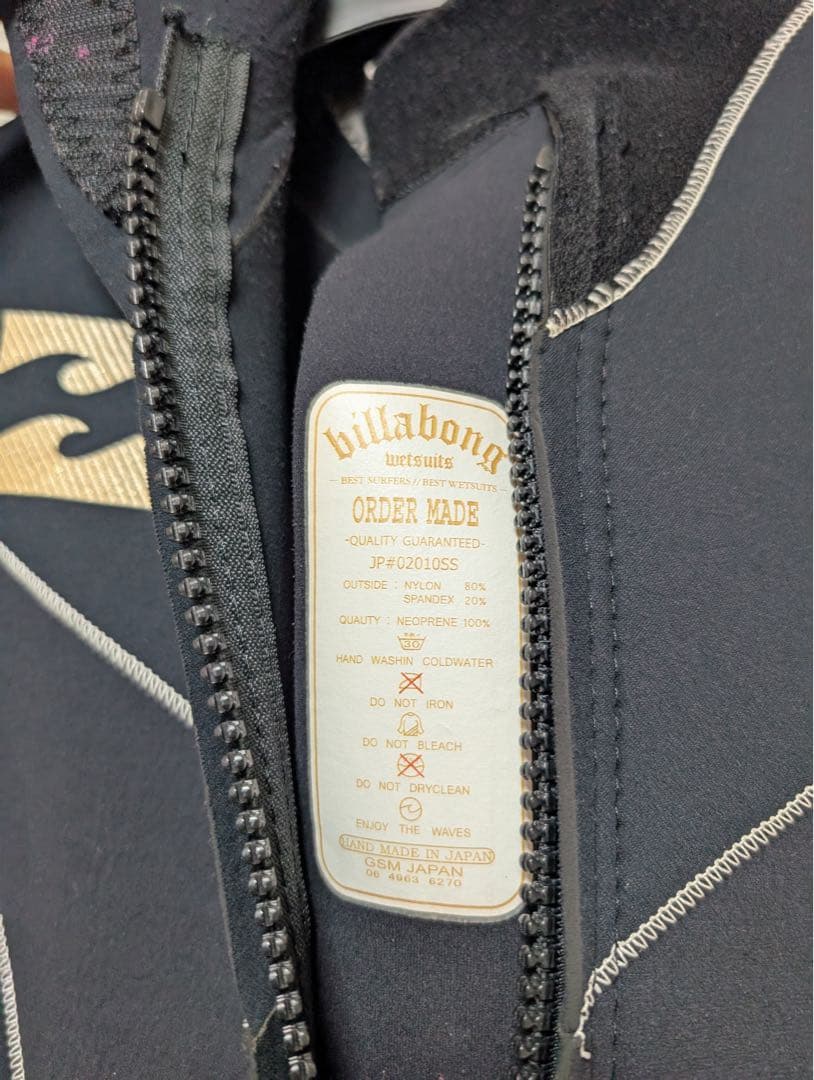 billabong
wetsuits
BEST SURFERS // BEST WETSUITS
ORDER MADE
-QUALITY GUARANTEED-
JP#02010SS
OUTSIDE : NYLON 80%
SPANDEX 20%
QUAUTY : NEOPRENE 100%
30
HAND WASHIN COLDWATER
DO NOT IRON
DO NOT BLEACH
DO NOT DRYCLEAN
ENJOY THE WAVES
HAND MADE IN JAPAN
GSM JAPAN
06 4963 6270